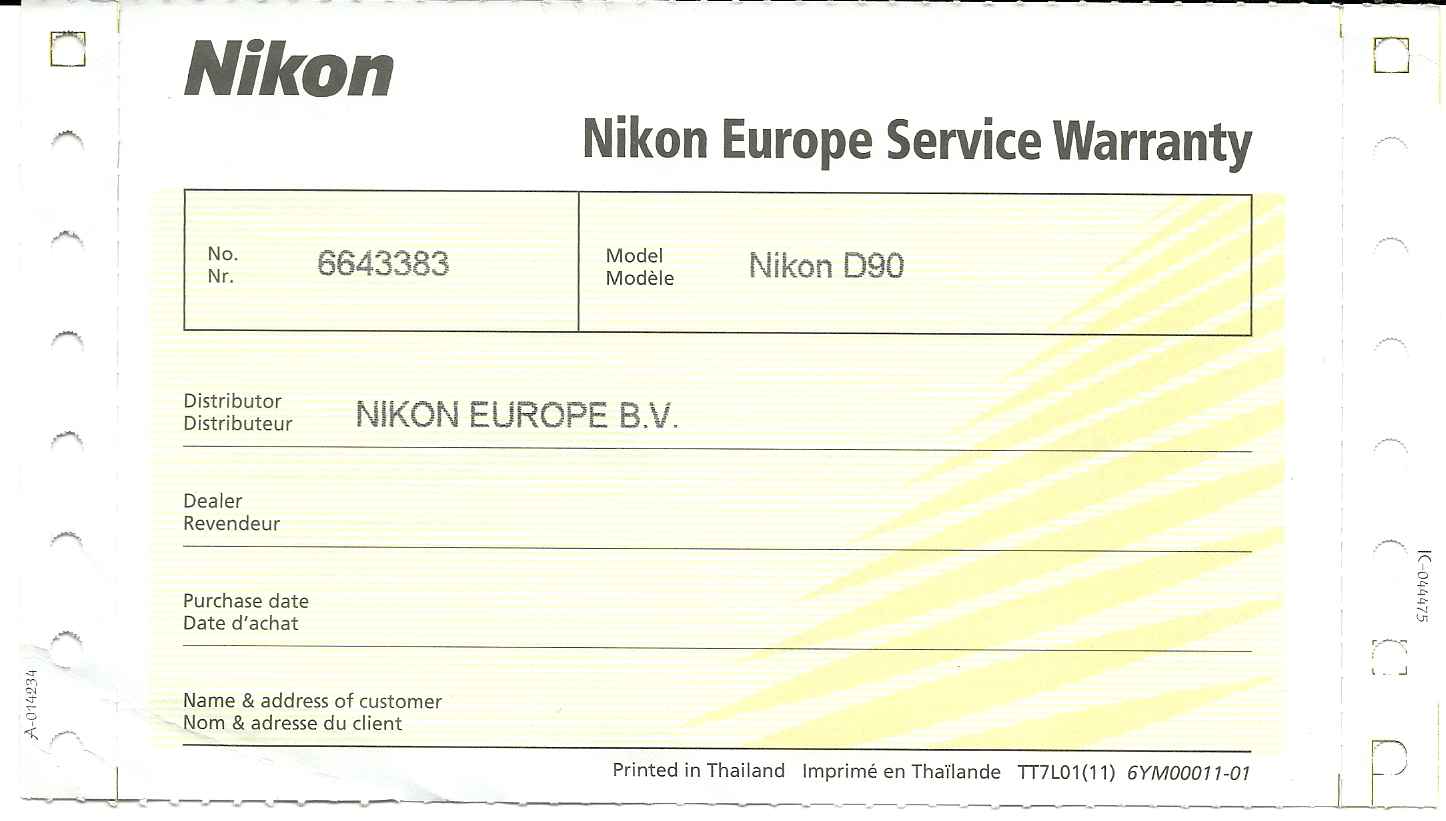 Nikon
Nikon Europe Service Warranty
No. 6643383 Model Nikon D90
Nr. Modèle
Distributor NIKON EUROPE B.V.
Distributeur
Dealer
Revendeur
Purchase date
Date d'achat
Name & address of customer
Nom & adresse du client
Printed in Thailand Imprimé en Thaïlande TT7L01(11) 6YM00011-01
A-014234
IC-044475